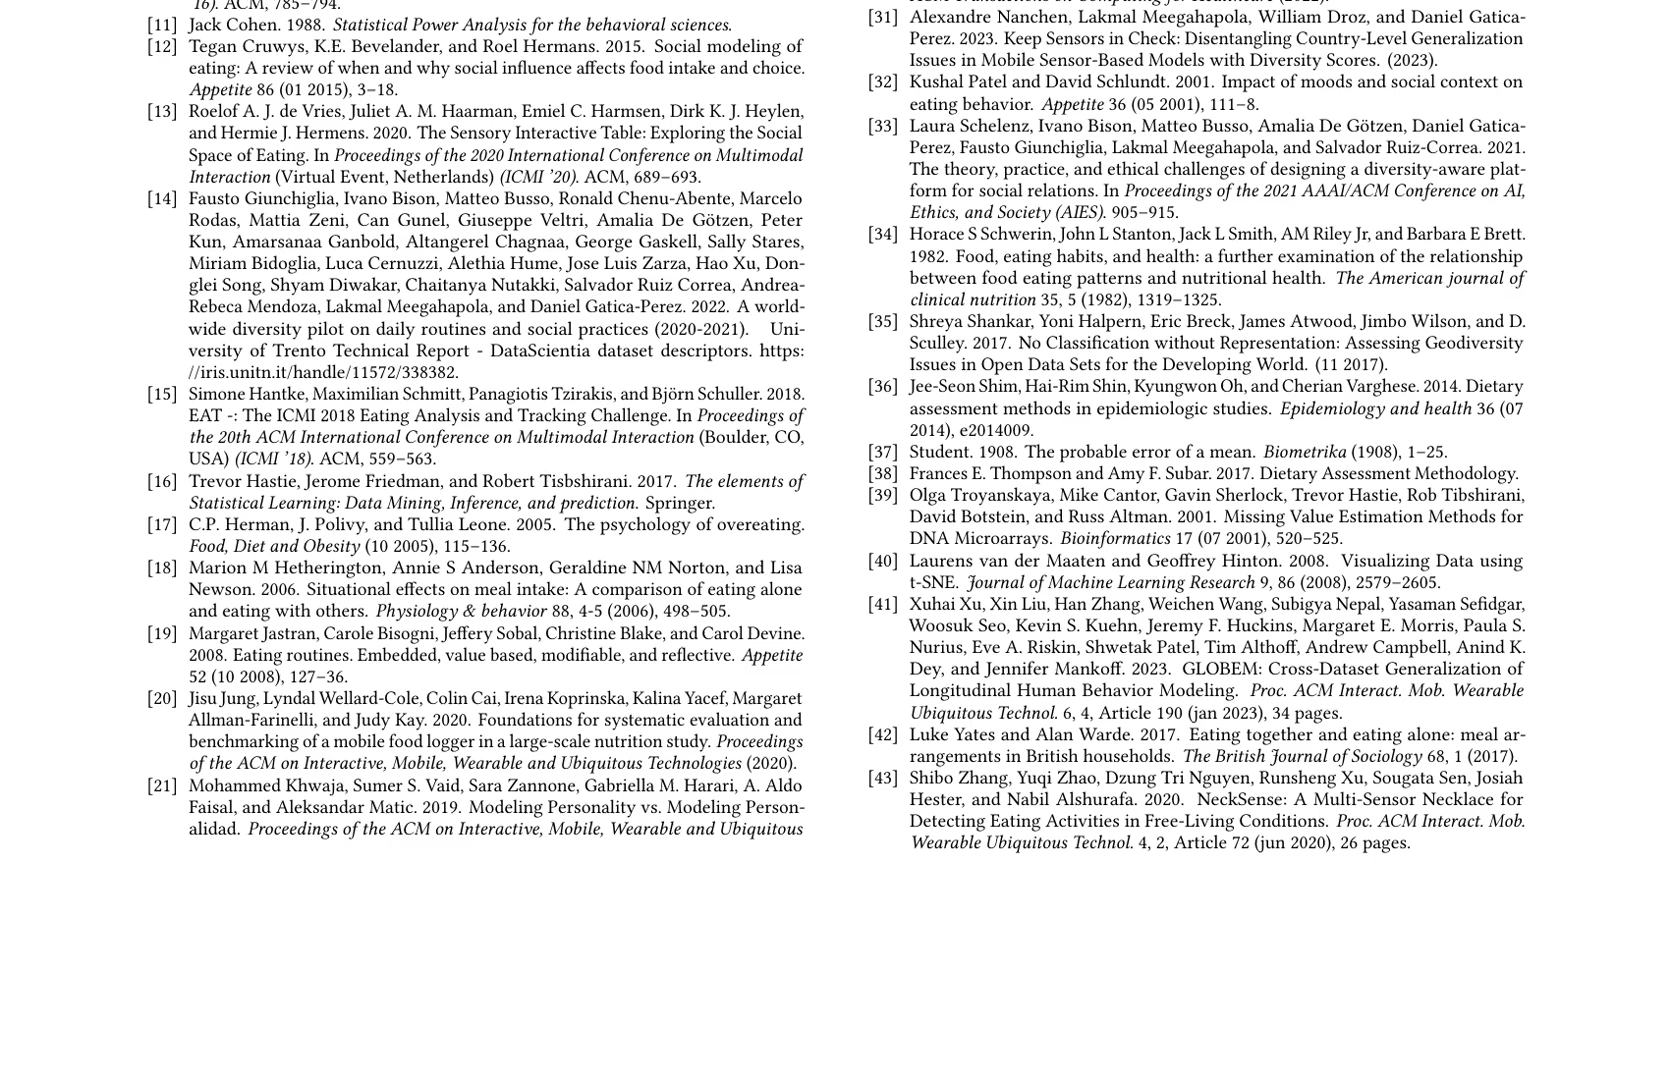 16). ACM, 785–794.
[11] Jack Cohen. 1988. Statistical Power Analysis for the behavioral sciences.
[12] Tegan Cruwys, K.E. Bevelander, and Roel Hermans. 2015. Social modeling of
eating: A review of when and why social influence affects food intake and choice.
Appetite 86 (01 2015), 3–18.
[13] Roelof A. J. de Vries, Juliet A. M. Haarman, Emiel C. Harmsen, Dirk K. J. Heylen,
and Hermie J. Hermens. 2020. The Sensory Interactive Table: Exploring the Social
Space of Eating. In Proceedings of the 2020 International Conference on Multimodal
Interaction (Virtual Event, Netherlands) (ICMI ’20). ACM, 689–693.
[14] Fausto Giunchiglia, Ivano Bison, Matteo Busso, Ronald Chenu-Abente, Marcelo
Rodas, Mattia Zeni, Can Gunel, Giuseppe Veltri, Amalia De Götzen, Peter
Kun, Amarsanaa Ganbold, Altangerel Chagnaa, George Gaskell, Sally Stares,
Miriam Bidoglia, Luca Cernuzzi, Alethia Hume, Jose Luis Zarza, Hao Xu, Don-
glei Song, Shyam Diwakar, Chaitanya Nutakki, Salvador Ruiz Correa, Andrea-
Rebeca Mendoza, Lakmal Meegahapola, and Daniel Gatica-Perez. 2022. A world-
wide diversity pilot on daily routines and social practices (2020-2021). Uni-
versity of Trento Technical Report - DataScientia dataset descriptors. https:
//iris.unitn.it/handle/11572/338382.
[15] Simone Hantke, Maximilian Schmitt, Panagiotis Tzirakis, and Björn Schuller. 2018.
EAT -: The ICMI 2018 Eating Analysis and Tracking Challenge. In Proceedings of
the 20th ACM International Conference on Multimodal Interaction (Boulder, CO,
USA) (ICMI ’18). ACM, 559–563.
[16] Trevor Hastie, Jerome Friedman, and Robert Tisbshirani. 2017. The elements of
Statistical Learning: Data Mining, Inference, and prediction. Springer.
[17] C.P. Herman, J. Polivy, and Tullia Leone. 2005. The psychology of overeating.
Food, Diet and Obesity (10 2005), 115–136.
[18] Marion M Hetherington, Annie S Anderson, Geraldine NM Norton, and Lisa
Newson. 2006. Situational effects on meal intake: A comparison of eating alone
and eating with others. Physiology & behavior 88, 4-5 (2006), 498–505.
[19] Margaret Jastran, Carole Bisogni, Jeffery Sobal, Christine Blake, and Carol Devine.
2008. Eating routines. Embedded, value based, modifiable, and reflective. Appetite
52 (10 2008), 127–36.
[20] Jisu Jung, Lyndal Wellard-Cole, Colin Cai, Irena Koprinska, Kalina Yacef, Margaret
Allman-Farinelli, and Judy Kay. 2020. Foundations for systematic evaluation and
benchmarking of a mobile food logger in a large-scale nutrition study. Proceedings
of the ACM on Interactive, Mobile, Wearable and Ubiquitous Technologies (2020).
[21] Mohammed Khwaja, Sumer S. Vaid, Sara Zannone, Gabriella M. Harari, A. Aldo
Faisal, and Aleksandar Matic. 2019. Modeling Personality vs. Modeling Person-
alidad. Proceedings of the ACM on Interactive, Mobile, Wearable and Ubiquitous
[31] Alexandre Nanchen, Lakmal Meegahapola, William Droz, and Daniel Gatica-
Perez. 2023. Keep Sensors in Check: Disentangling Country-Level Generalization
Issues in Mobile Sensor-Based Models with Diversity Scores. (2023).
[32] Kushal Patel and David Schlundt. 2001. Impact of moods and social context on
eating behavior. Appetite 36 (05 2001), 111–8.
[33] Laura Schelenz, Ivano Bison, Matteo Busso, Amalia De Götzen, Daniel Gatica-
Perez, Fausto Giunchiglia, Lakmal Meegahapola, and Salvador Ruiz-Correa. 2021.
The theory, practice, and ethical challenges of designing a diversity-aware plat-
form for social relations. In Proceedings of the 2021 AAAI/ACM Conference on AI,
Ethics, and Society (AIES). 905–915.
[34] Horace S Schwerin, John L Stanton, Jack L Smith, AM Riley Jr, and Barbara E Brett.
1982. Food, eating habits, and health: a further examination of the relationship
between food eating patterns and nutritional health. The American journal of
clinical nutrition 35, 5 (1982), 1319–1325.
[35] Shreya Shankar, Yoni Halpern, Eric Breck, James Atwood, Jimbo Wilson, and D.
Sculley. 2017. No Classification without Representation: Assessing Geodiversity
Issues in Open Data Sets for the Developing World. (11 2017).
[36] Jee-Seon Shim, Hai-Rim Shin, Kyungwon Oh, and Cherian Varghese. 2014. Dietary
assessment methods in epidemiologic studies. Epidemiology and health 36 (07
2014), e2014009.
[37] Student. 1908. The probable error of a mean. Biometrika (1908), 1–25.
[38] Frances E. Thompson and Amy F. Subar. 2017. Dietary Assessment Methodology.
[39] Olga Troyanskaya, Mike Cantor, Gavin Sherlock, Trevor Hastie, Rob Tibshirani,
David Botstein, and Russ Altman. 2001. Missing Value Estimation Methods for
DNA Microarrays. Bioinformatics 17 (07 2001), 520–525.
[40] Laurens van der Maaten and Geoffrey Hinton. 2008. Visualizing Data using
t-SNE. Journal of Machine Learning Research 9, 86 (2008), 2579–2605.
[41] Xuhai Xu, Xin Liu, Han Zhang, Weichen Wang, Subigya Nepal, Yasaman Sefidgar,
Woosuk Seo, Kevin S. Kuehn, Jeremy F. Huckins, Margaret E. Morris, Paula S.
Nurius, Eve A. Riskin, Shwetak Patel, Tim Althoff, Andrew Campbell, Anind K.
Dey, and Jennifer Mankoff. 2023. GLOBEM: Cross-Dataset Generalization of
Longitudinal Human Behavior Modeling. Proc. ACM Interact. Mob. Wearable
Ubiquitous Technol. 6, 4, Article 190 (jan 2023), 34 pages.
[42] Luke Yates and Alan Warde. 2017. Eating together and eating alone: meal ar-
rangements in British households. The British Journal of Sociology 68, 1 (2017).
[43] Shibo Zhang, Yuqi Zhao, Dzung Tri Nguyen, Runsheng Xu, Sougata Sen, Josiah
Hester, and Nabil Alshurafa. 2020. NeckSense: A Multi-Sensor Necklace for
Detecting Eating Activities in Free-Living Conditions. Proc. ACM Interact. Mob.
Wearable Ubiquitous Technol. 4, 2, Article 72 (jun 2020), 26 pages.